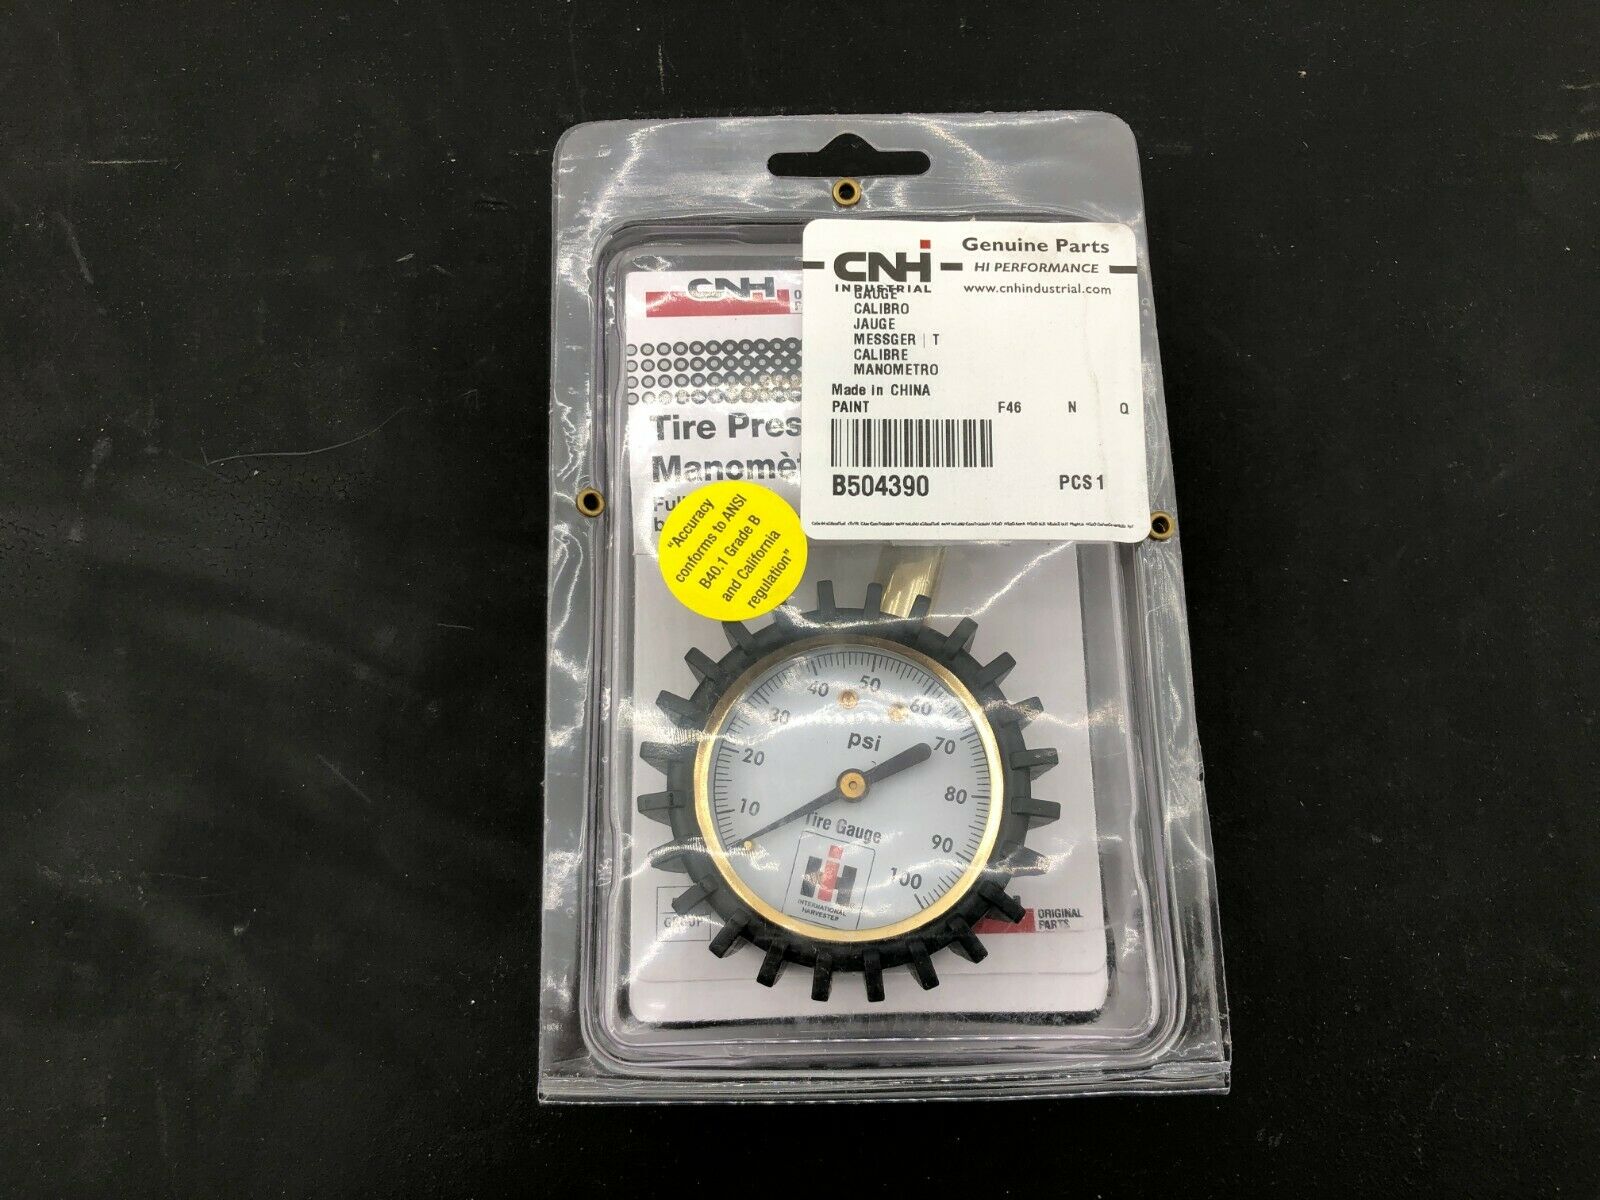 CNH
INDUSTRIAL
Genuine Parts
HI PERFORMANCE
www.cnhindustrial.com
GAUGE
CALIBRO
JAUGE
MESSGER | T
CALIBRE
MANOMETRO
Made in CHINA
PAINT F46 N Q
B504390 PCS 1
CNH
Tire Pres
Manomèt
"Accuracy
conforms to ANSI
B40.1 Grade B
and California
regulation"
10
20
30
40
50
60
70
80
90
100
psi
Tire Gauge
IH
INTERNATIONAL
HARVESTER
GROUP
ORIGINAL
PARTS